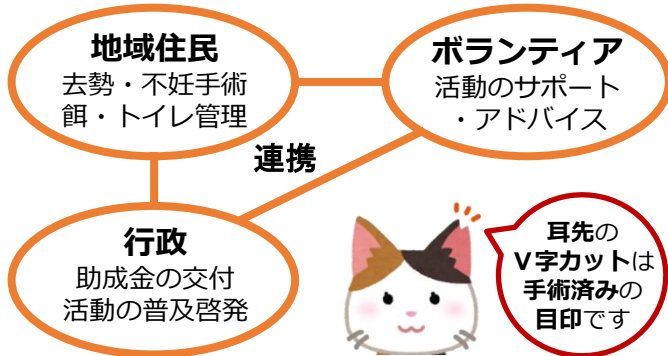 地域住民
去勢・不妊手術
餌・トイレ管理
ボランティア
活動のサポート
・アドバイス
連携
行政
助成金の交付
活動の普及啓発
耳先の
V字カットは
手術済みの
目印です